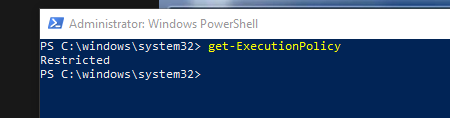 Administrator: Windows PowerShell
PS C:\windows\system32> get-ExecutionPolicy
Restricted
PS C:\windows\system32>